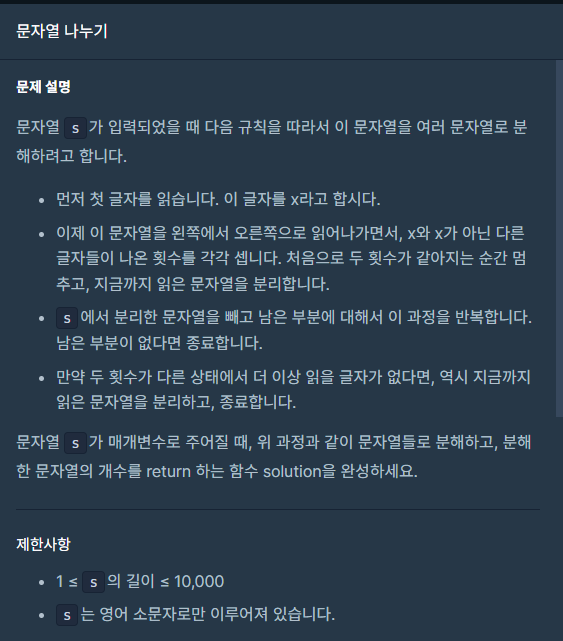 문자열 나누기
문제 설명
문자열 s 가 입력되었을 때 다음 규칙을 따라서 이 문자열을 여러 문자열로 분
해하려고 합니다.
• 먼저 첫 글자를 읽습니다. 이 글자를 x라고 합시다.
• 이제 이 문자열을 왼쪽에서 오른쪽으로 읽어나가면서, x와 x가 아닌 다른
글자들이 나온 횟수를 각각 셉니다. 처음으로 두 횟수가 같아지는 순간 멈
추고, 지금까지 읽은 문자열을 분리합니다.
• s 에서 분리한 문자열을 빼고 남은 부분에 대해서 이 과정을 반복합니다.
남은 부분이 없다면 종료합니다.
• 만약 두 횟수가 다른 상태에서 더 이상 읽을 글자가 없다면, 역시 지금까지
읽은 문자열을 분리하고, 종료합니다.
문자열 s 가 매개변수로 주어질 때, 위 과정과 같이 문자열들로 분해하고, 분해
한 문자열의 개수를 return 하는 함수 solution을 완성하세요.
제한사항
• 1 ≤ s 의 길이 ≤ 10,000
• s 는 영어 소문자로만 이루어져 있습니다.